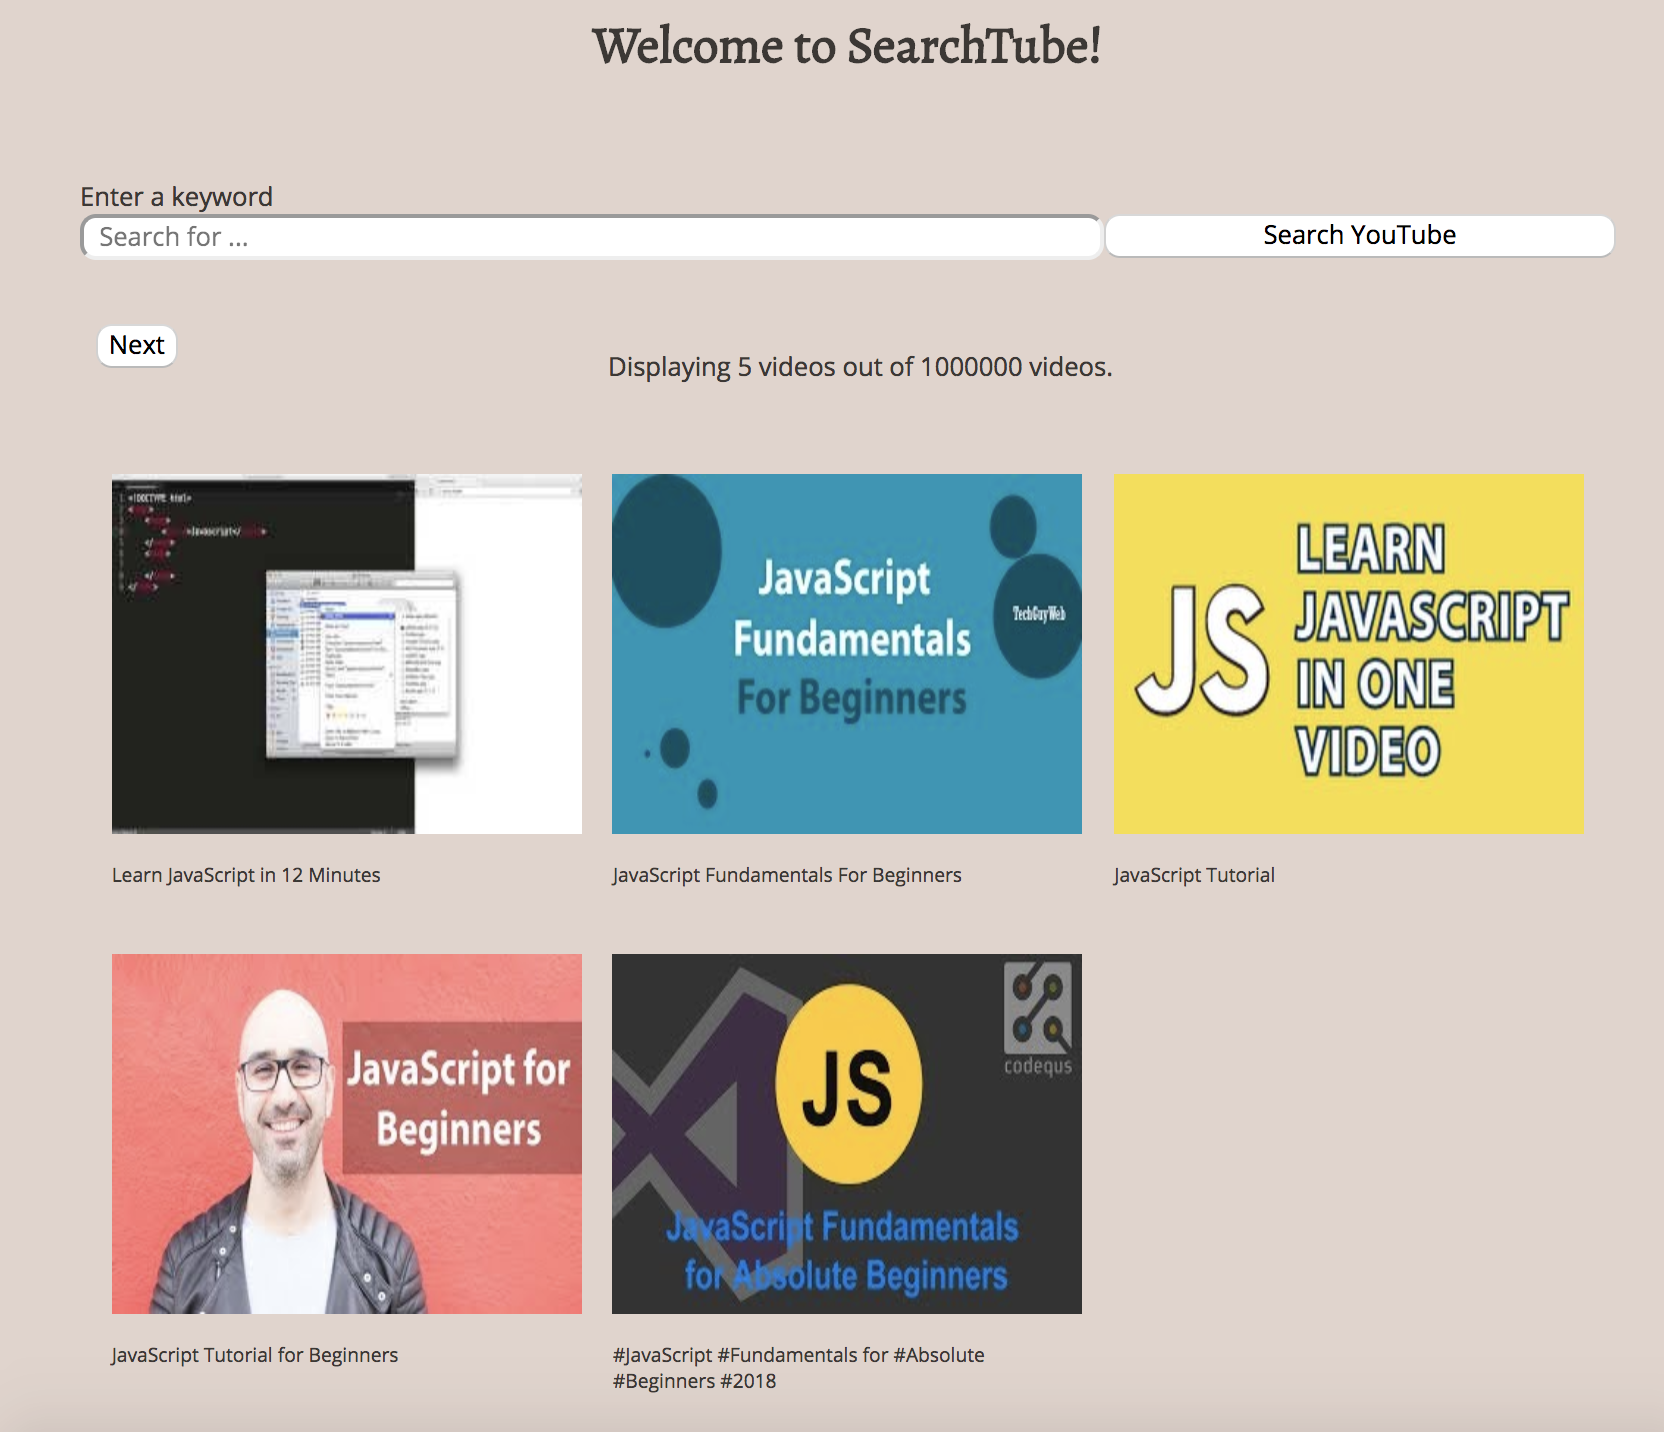 Welcome to SearchTube!
Enter a keyword
Search for ...
Search YouTube
Next
Displaying 5 videos out of 1000000 videos.
<!DOCTYPE html>
>Javascript</
JavaScript
Fundamentals
For Beginners
TechGuyWeb
JS
LEARN
JAVASCRIPT
IN ONE
VIDEO
Learn JavaScript in 12 Minutes
JavaScript Fundamentals For Beginners
JavaScript Tutorial
JavaScript for
Beginners
codequs
JS
JavaScript Fundamentals
for Absolute Beginners
JavaScript Tutorial for Beginners
#JavaScript #Fundamentals for #Absolute
#Beginners #2018